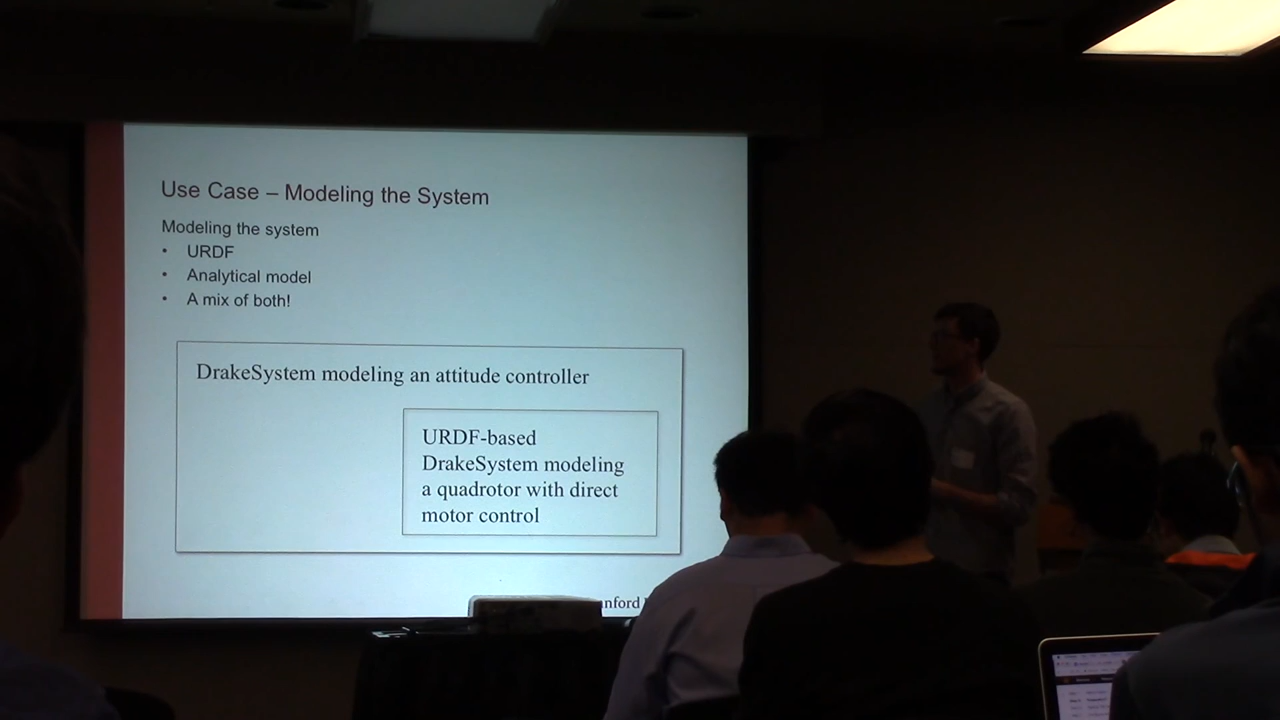 Use Case – Modeling the System
Modeling the system
• URDF
• Analytical model
• A mix of both!
DrakeSystem modeling an attitude controller
URDF-based
DrakeSystem modeling
a quadrotor with direct
motor control